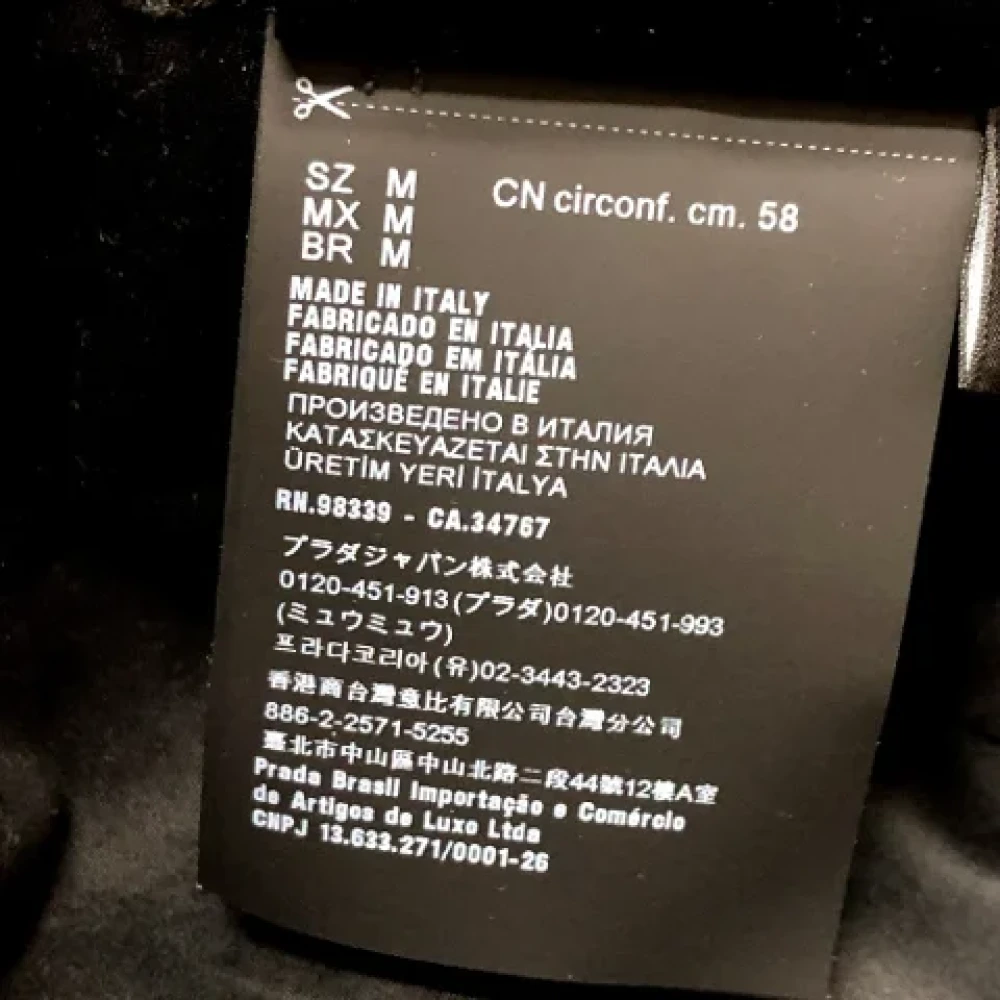 SZ M CN circonf. cm. 58
MX M
BR M
MADE IN ITALY
FABRICADO EN ITALIA
FABRICADO EM ITÁLIA
FABRIQUÉ EN ITALIE
ПРОИЗВЕДЕНО В ИТАЛИЯ
ΚΑΤΑΣΚΕΥΑΖΕΤΑΙ ΣΤΗΝ ΙΤΑΛΙΑ
ÜRETİM YERİ İTALYA
RN.98339 - CA.34767
プラダジャパン株式会社
0120-451-913(プラダ)0120-451-993
(ミュウミュウ)
프라다코리아(유)02-3443-2323
香港商台灣 比有限公司台灣分公司
886-2-2571-5255
臺北市中山區中山北路二段44號12樓A室
Prada Brasil Importação e Comércio
de Artigos de Luxo Ltda
CNPJ 13.633.271/0001-26